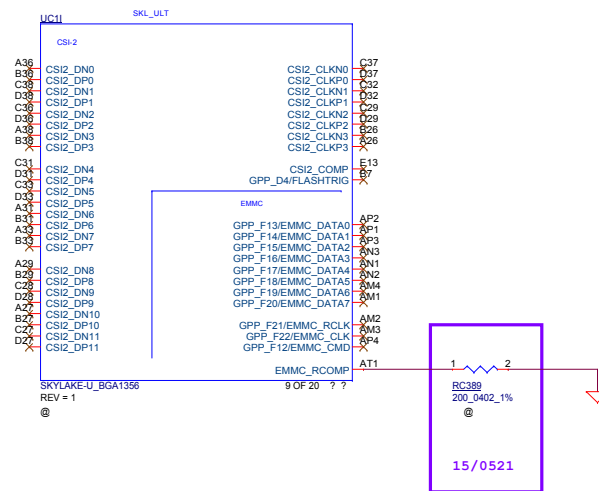 UC1I
SKL_ULT
CSI-2
A36 CSI2_DN0
B36 CSI2_DP0
C38 CSI2_DN1
D38 CSI2_DP1
C36 CSI2_DN2
D36 CSI2_DP2
A38 CSI2_DN3
B38 CSI2_DP3
C31 CSI2_DN4
D31 CSI2_DP4
C33 CSI2_DN5
D33 CSI2_DP5
A31 CSI2_DN6
B31 CSI2_DP6
A33 CSI2_DN7
B33 CSI2_DP7
A29 CSI2_DN8
B29 CSI2_DP8
C28 CSI2_DN9
D28 CSI2_DP9
A27 CSI2_DN10
B27 CSI2_DP10
C27 CSI2_DN11
D27 CSI2_DP11
CSI2_CLKN0 C37
CSI2_CLKP0 D37
CSI2_CLKN1 C32
CSI2_CLKP1 D32
CSI2_CLKN2 C29
CSI2_CLKP2 D29
CSI2_CLKN3 B26
CSI2_CLKP3 A26
CSI2_COMP E13
GPP_D4/FLASHTRIG B7
EMMC
GPP_F13/EMMC_DATA0 AP2
GPP_F14/EMMC_DATA1 AP1
GPP_F15/EMMC_DATA2 AP3
GPP_F16/EMMC_DATA3 AN3
GPP_F17/EMMC_DATA4 AN1
GPP_F18/EMMC_DATA5 AN2
GPP_F19/EMMC_DATA6 AM4
GPP_F20/EMMC_DATA7 AM1
GPP_F21/EMMC_RCLK AM2
GPP_F22/EMMC_CLK AM3
GPP_F12/EMMC_CMD AP4
EMMC_RCOMP AT1
1 2
SKYLAKE-U_BGA1356
9 OF 20 ? ?
REV = 1
@
RC389
200_0402_1%
@
15/0521